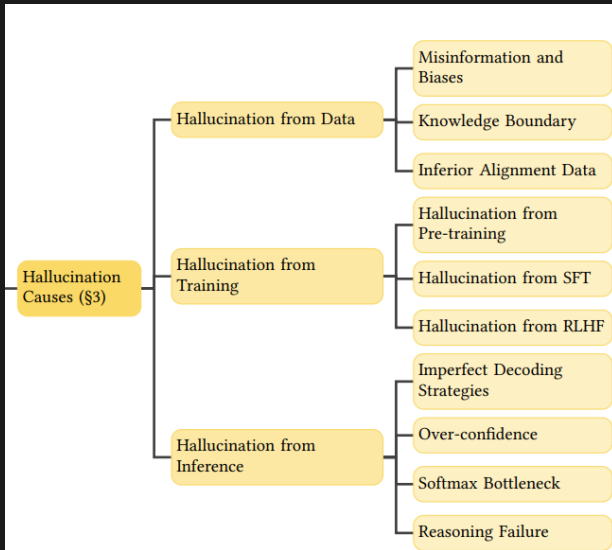 Hallucination
Causes (§3)
Hallucination from Data
Misinformation and
Biases
Knowledge Boundary
Inferior Alignment Data
Hallucination from
Training
Hallucination from
Pre-training
Hallucination from SFT
Hallucination from RLHF
Hallucination from
Inference
Imperfect Decoding
Strategies
Over-confidence
Softmax Bottleneck
Reasoning Failure